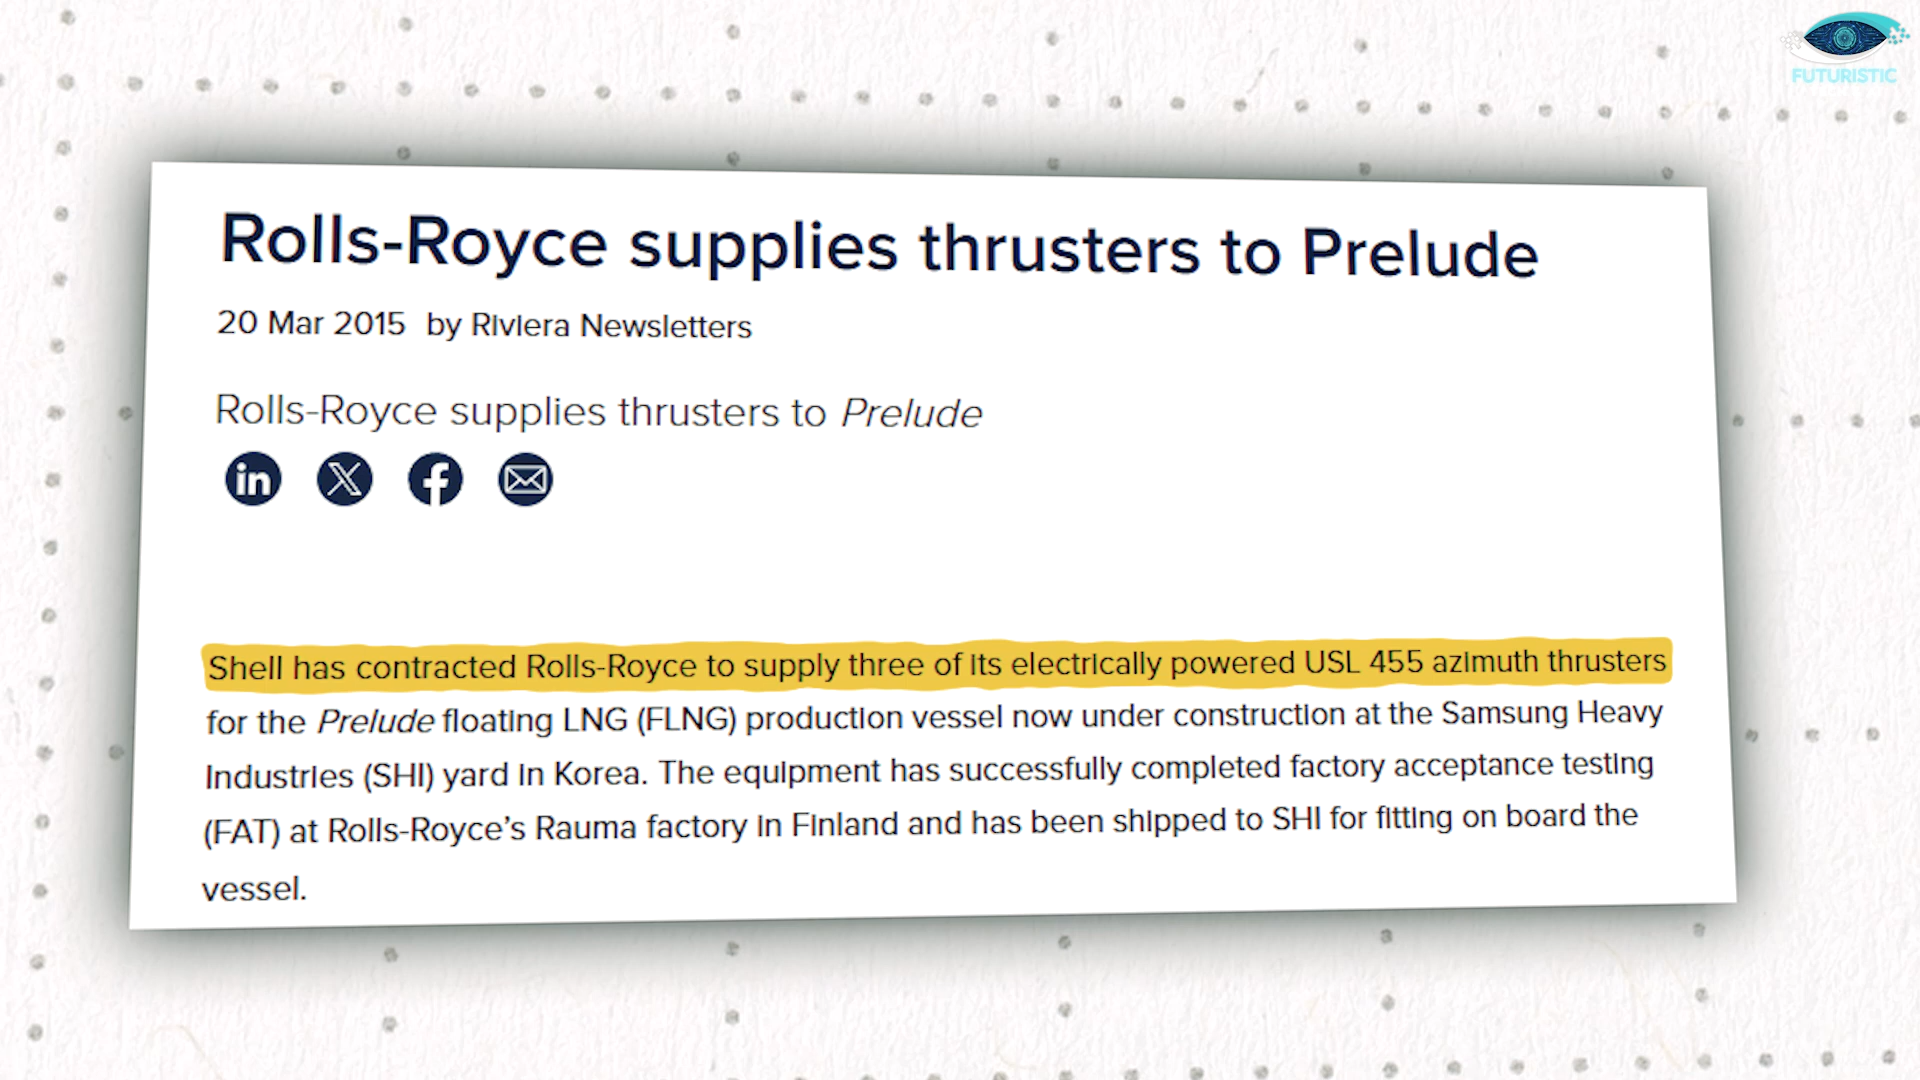 FUTURISTIC
Rolls-Royce supplies thrusters to Prelude
20 Mar 2015 by Riviera Newsletters
Rolls-Royce supplies thrusters to Prelude
Shell has contracted Rolls-Royce to supply three of its electrically powered USL 455 azimuth thrusters
for the Prelude floating LNG (FLNG) production vessel now under construction at the Samsung Heavy
Industries (SHI) yard in Korea. The equipment has successfully completed factory acceptance testing
(FAT) at Rolls-Royce’s Rauma factory in Finland and has been shipped to SHI for fitting on board the
vessel.